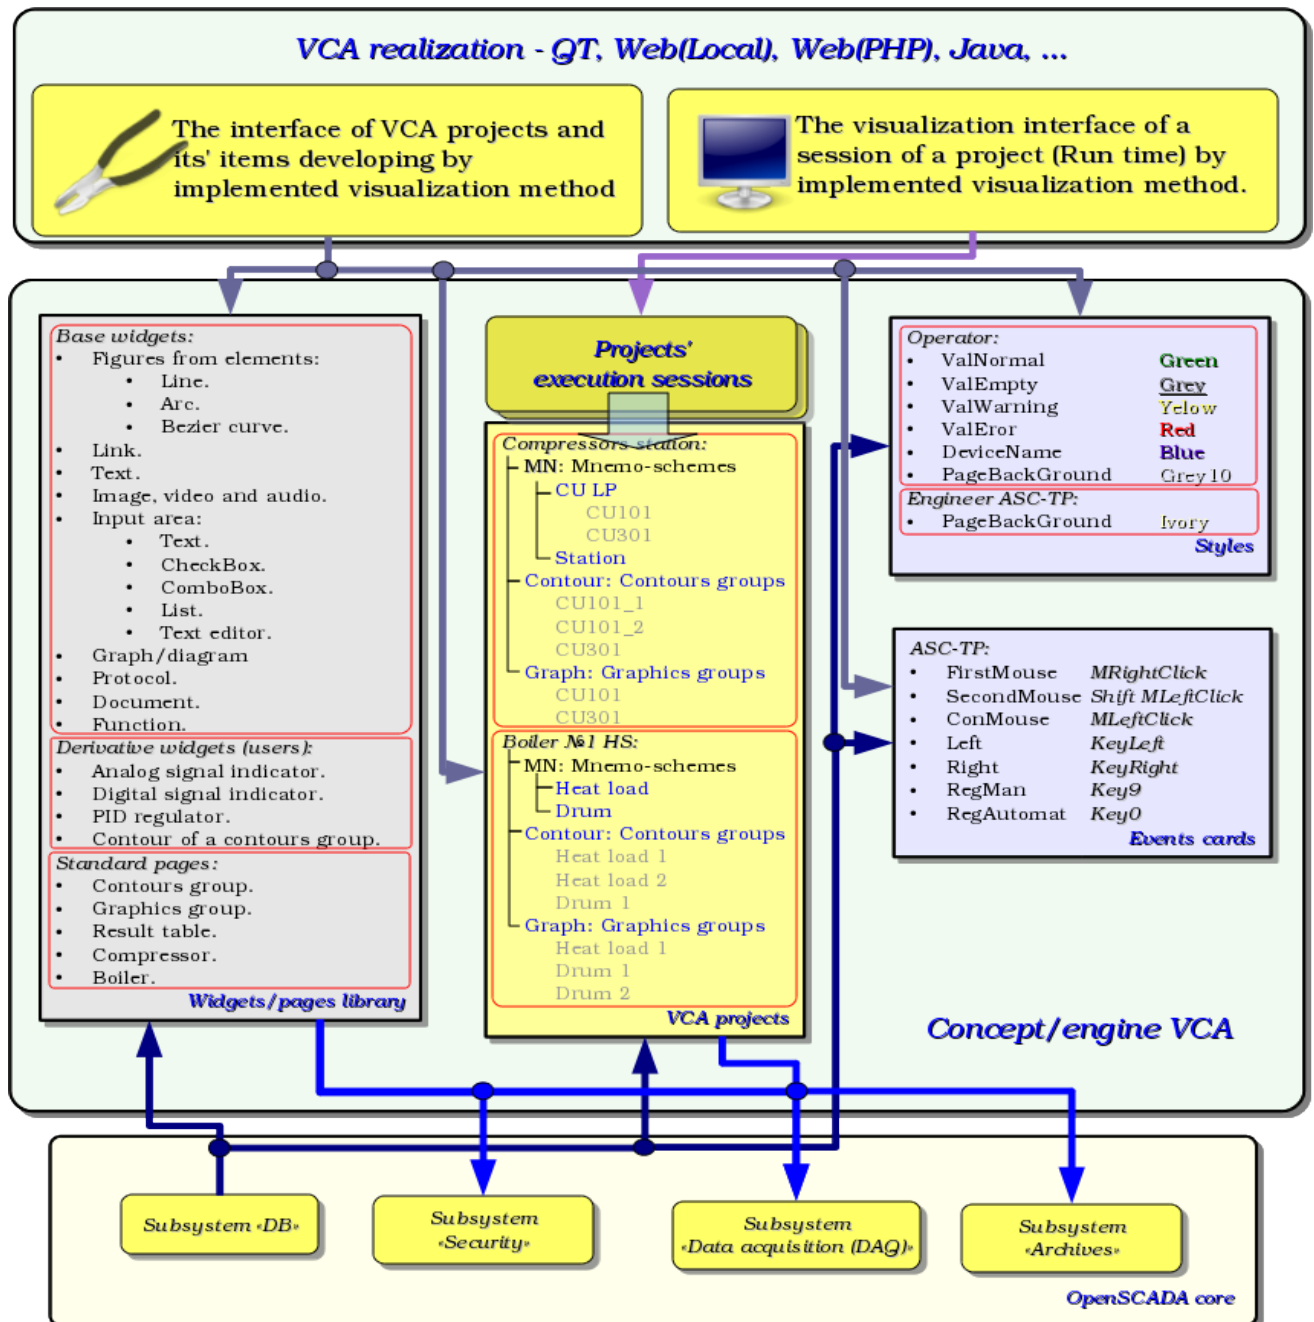 VCA realization - QT, Web(Local), Web(PHP), Java, ...
The interface of VCA projects and
its' items developing by
implemented visualization method
The visualization interface of a
session of a project (Run time) by
implemented visualization method.
Base widgets:
• Figures from elements:
• Line.
• Arc.
• Bezier curve.
• Link.
• Text.
• Image, video and audio.
• Input area:
• Text.
• CheckBox.
• ComboBox.
• List.
• Text editor.
• Graph/diagram
• Protocol.
• Document.
• Function.
Derivative widgets (users):
• Analog signal indicator.
• Digital signal indicator.
• PID regulator.
• Contour of a contours group.
Standard pages:
• Contours group.
• Graphics group.
• Result table.
• Compressor.
• Boiler.
Widgets/pages library
Projects'
execution sessions
Compressors station:
MN: Mnemo-schemes
CU LP
CU101
CU301
Station
Contour: Contours groups
CU101_1
CU101_2
CU301
Graph: Graphics groups
CU101
CU301
Boiler №1 HS:
MN: Mnemo-schemes
Heat load
Drum
Contour: Contours groups
Heat load 1
Heat load 2
Drum 1
Graph: Graphics groups
Heat load 1
Drum 1
Drum 2
VCA projects
Operator:
• ValNormal Green
• ValEmpty Grey
• ValWarning Yelow
• ValEror Red
• DeviceName Blue
• PageBackGround Grey10
Engineer ASC-TP:
• PageBackGround Ivory
Styles
ASC-TP:
• FirstMouse MRightClick
• SecondMouse Shift MLeftClick
• ConMouse MLeftClick
• Left KeyLeft
• Right KeyRight
• RegMan Key9
• RegAutomat Key0
Events cards
Concept/engine VCA
Subsystem «DB»
Subsystem
«Security»
Subsystem
«Data acquisition (DAQ)»
Subsystem
«Archives»
OpenSCADA core